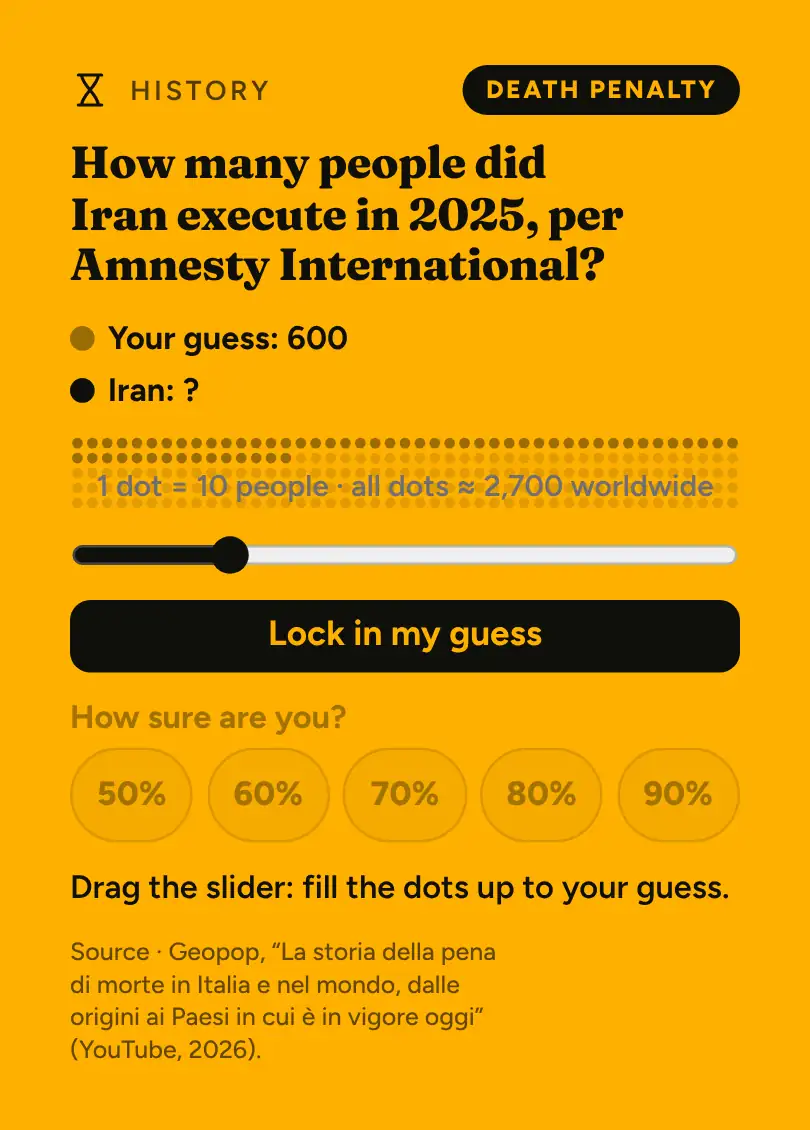 HISTORY
DEATH PENALTY
How many people did
Iran execute in 2025, per
Amnesty International?
Your guess: 600
Iran: ?
1 dot = 10 people · all dots ≈ 2,700 worldwide
Lock in my guess
How sure are you?
50% 60% 70% 80% 90%
Drag the slider: fill the dots up to your guess.
Source · Geopop, “La storia della pena
di morte in Italia e nel mondo, dalle
origini ai Paesi in cui è in vigore oggi”
(YouTube, 2026).